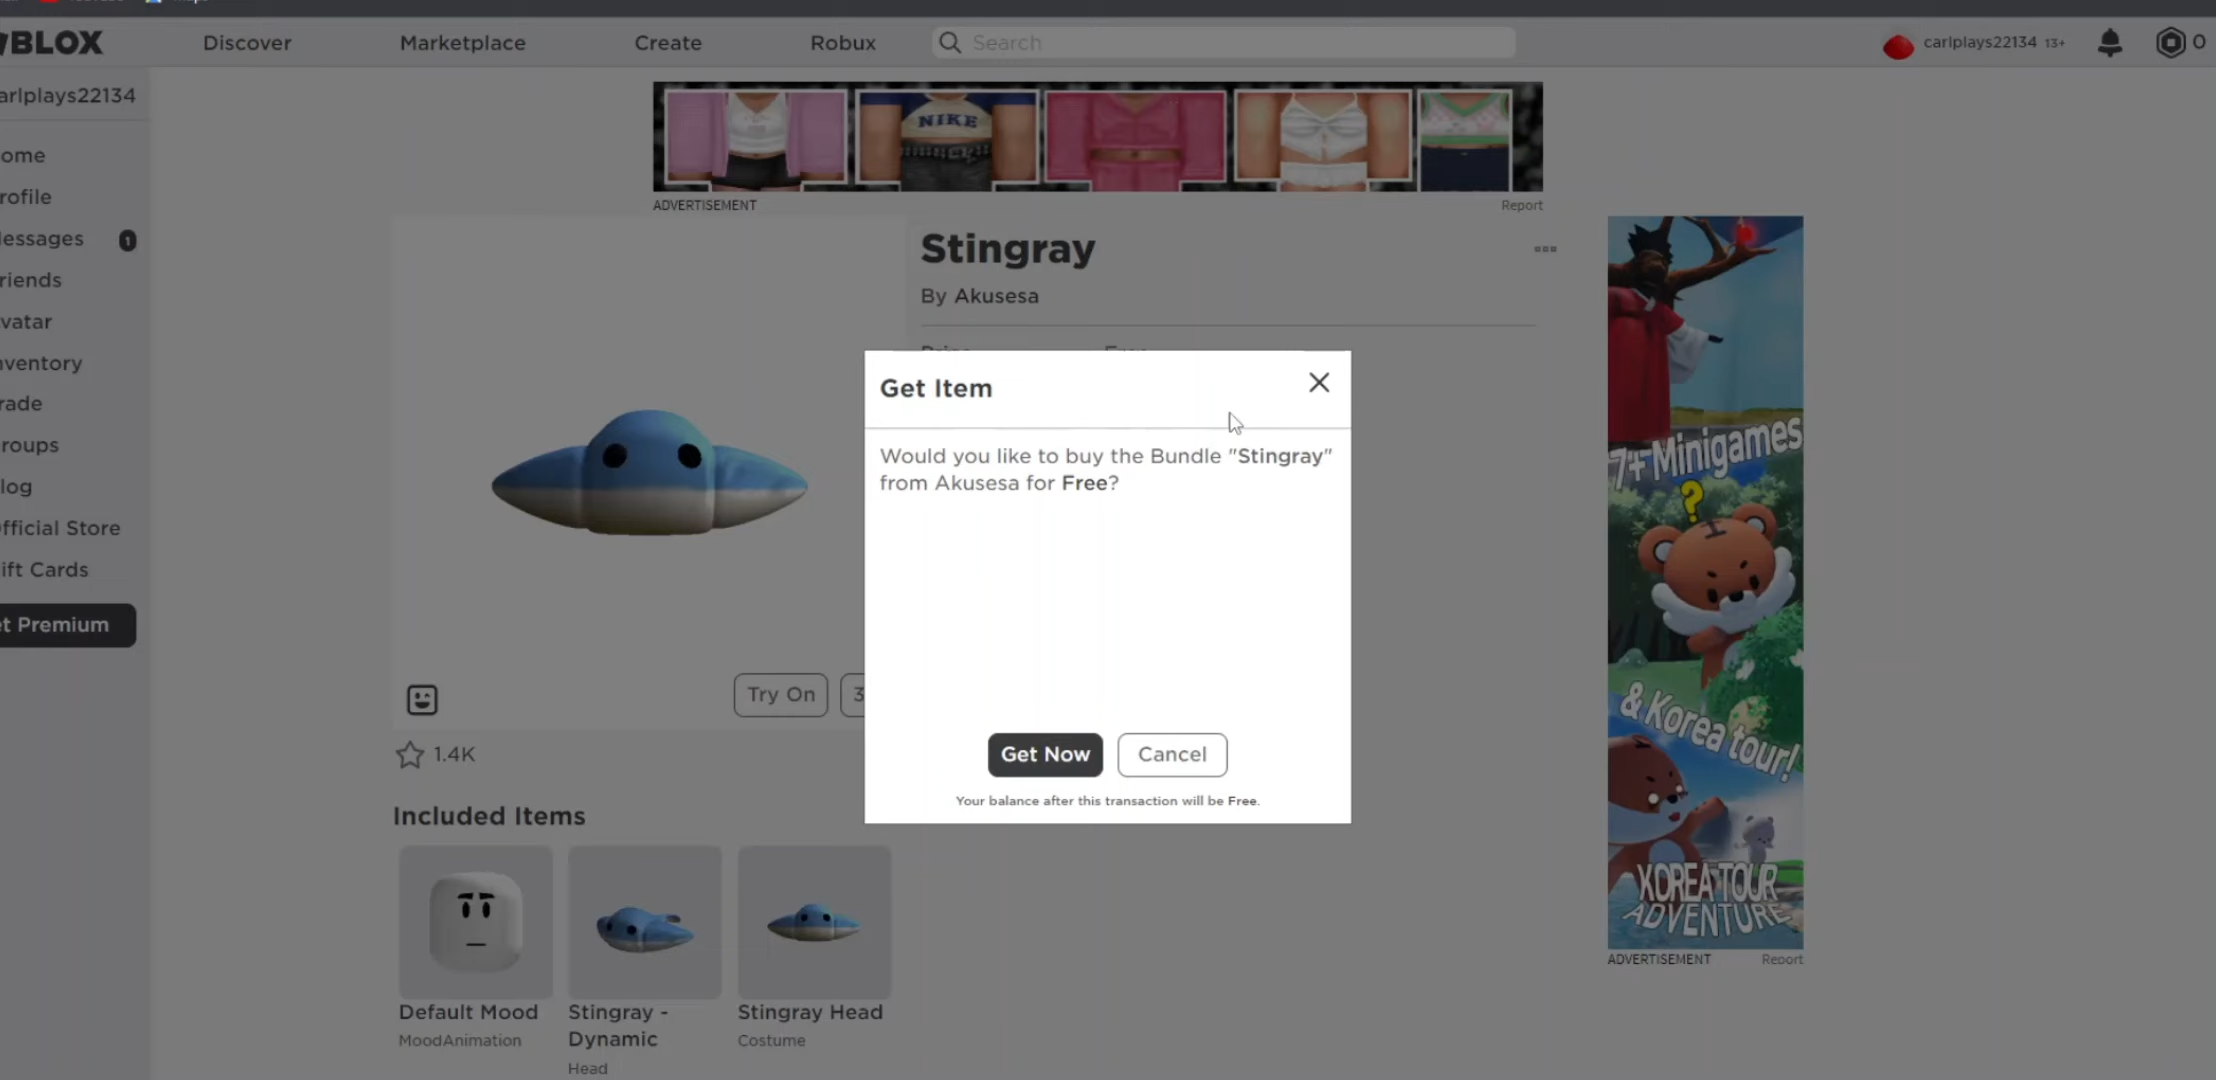 BLOX
Discover
Marketplace
Create
Robux
Search
carlplays22134 13+
0
arlplays22134
ome
rofile
essages
1
riends
vatar
nventory
rade
roups
log
fficial Store
ift Cards
et Premium
NIKE
ADVERTISEMENT
Report
Stingray
By Akusesa
Get Item
Would you like to buy the Bundle "Stingray"
from Akusesa for Free?
Get Now
Cancel
Your balance after this transaction will be Free.
Try On
3
1.4K
Included Items
Default Mood
MoodAnimation
Stingray -
Dynamic
Head
Stingray Head
Costume
7+ Minigames
?
& Korea tour!
KOREA TOUR
ADVENTURE
ADVERTISEMENT
Report